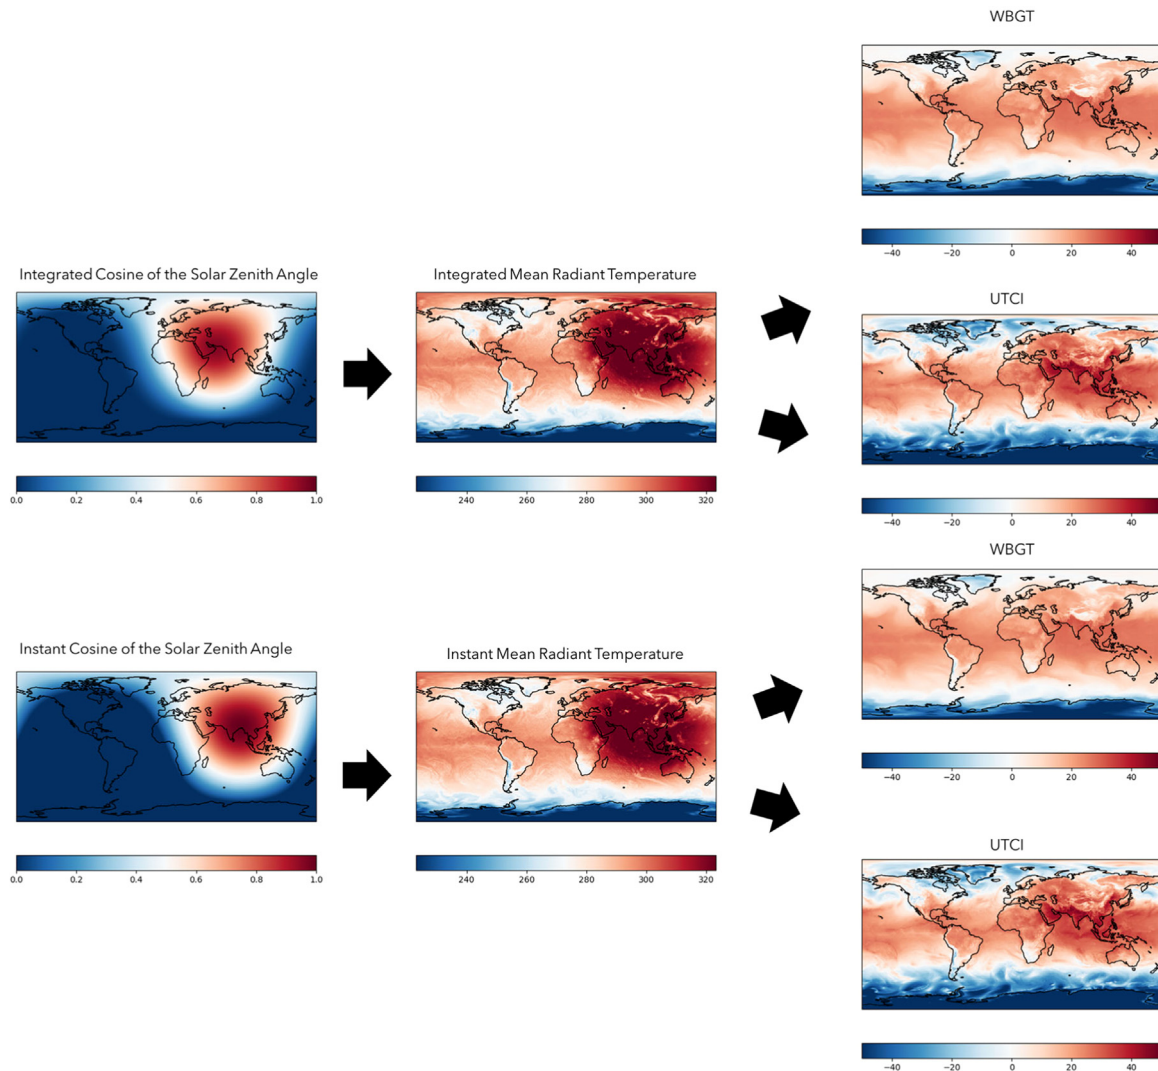 WBGT
−40 −20 0 20 40
Integrated Cosine of the Solar Zenith Angle
Integrated Mean Radiant Temperature
UTCI
0.0 0.2 0.4 0.6 0.8 1.0
240 260 280 300 320
−40 −20 0 20 40
WBGT
Instant Cosine of the Solar Zenith Angle
Instant Mean Radiant Temperature
−40 −20 0 20 40
UTCI
0.0 0.2 0.4 0.6 0.8 1.0
240 260 280 300 320
−40 −20 0 20 40